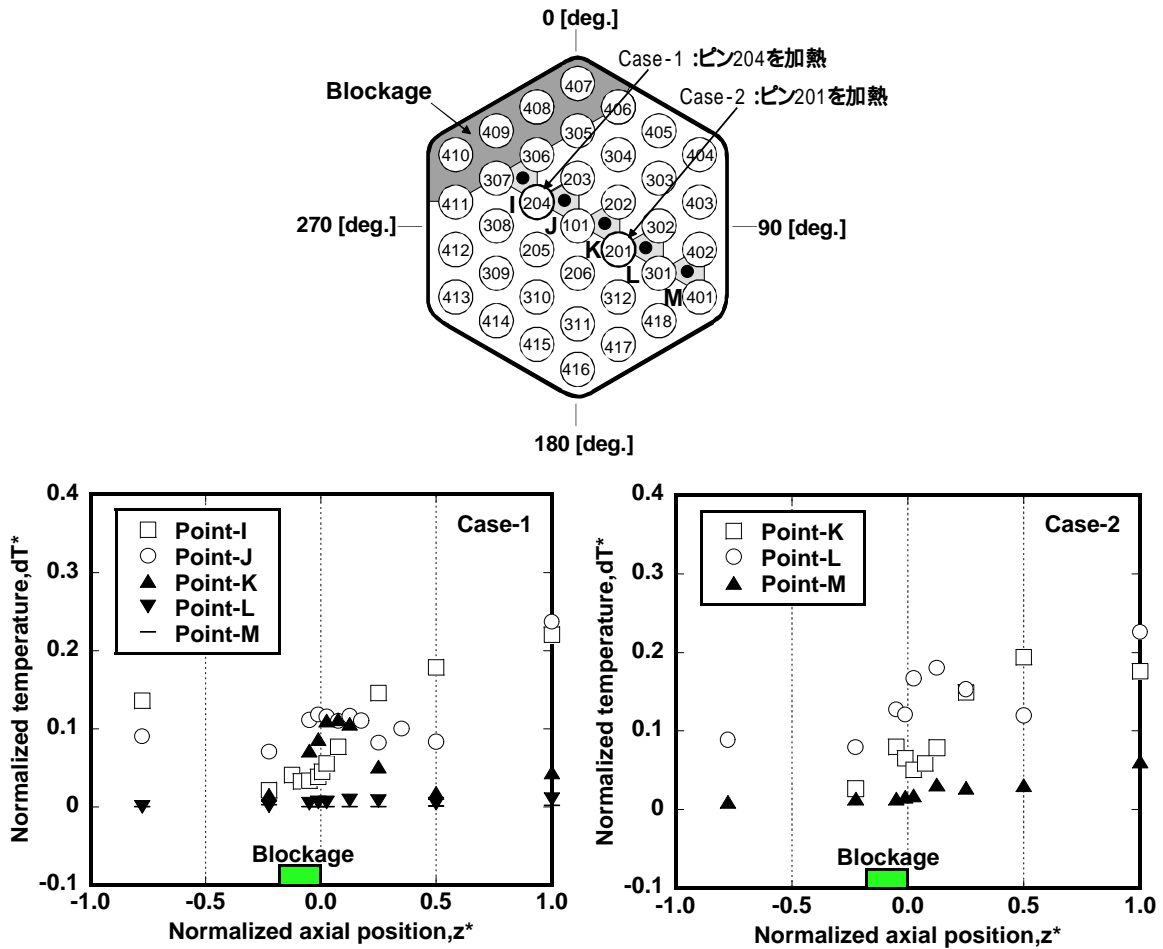 0 [deg.]
Case-1 :ピン204を加熱
Blockage
Case-2 :ピン201を加熱
407
408
406
409
305
405
410
306
304
404
307
203
303
411
I
204
202
403
270 [deg.]
308
J
101
302
90 [deg.]
412
205
K
201
402
309
206
L
301
413
310
312
M
401
414
311
418
415
417
416
180 [deg.]
Normalized temperature,dT*
0.4
0.3
0.2
0.1
0
-0.1
Point-I
Point-J
Point-K
Point-L
Point-M
Case-1
Blockage
-1.0
-0.5
0.0
0.5
1.0
Normalized axial position,z*
Normalized temperature,dT*
0.4
0.3
0.2
0.1
0
-0.1
Point-K
Point-L
Point-M
Case-2
Blockage
-1.0
-0.5
0.0
0.5
1.0
Normalized axial position,z*